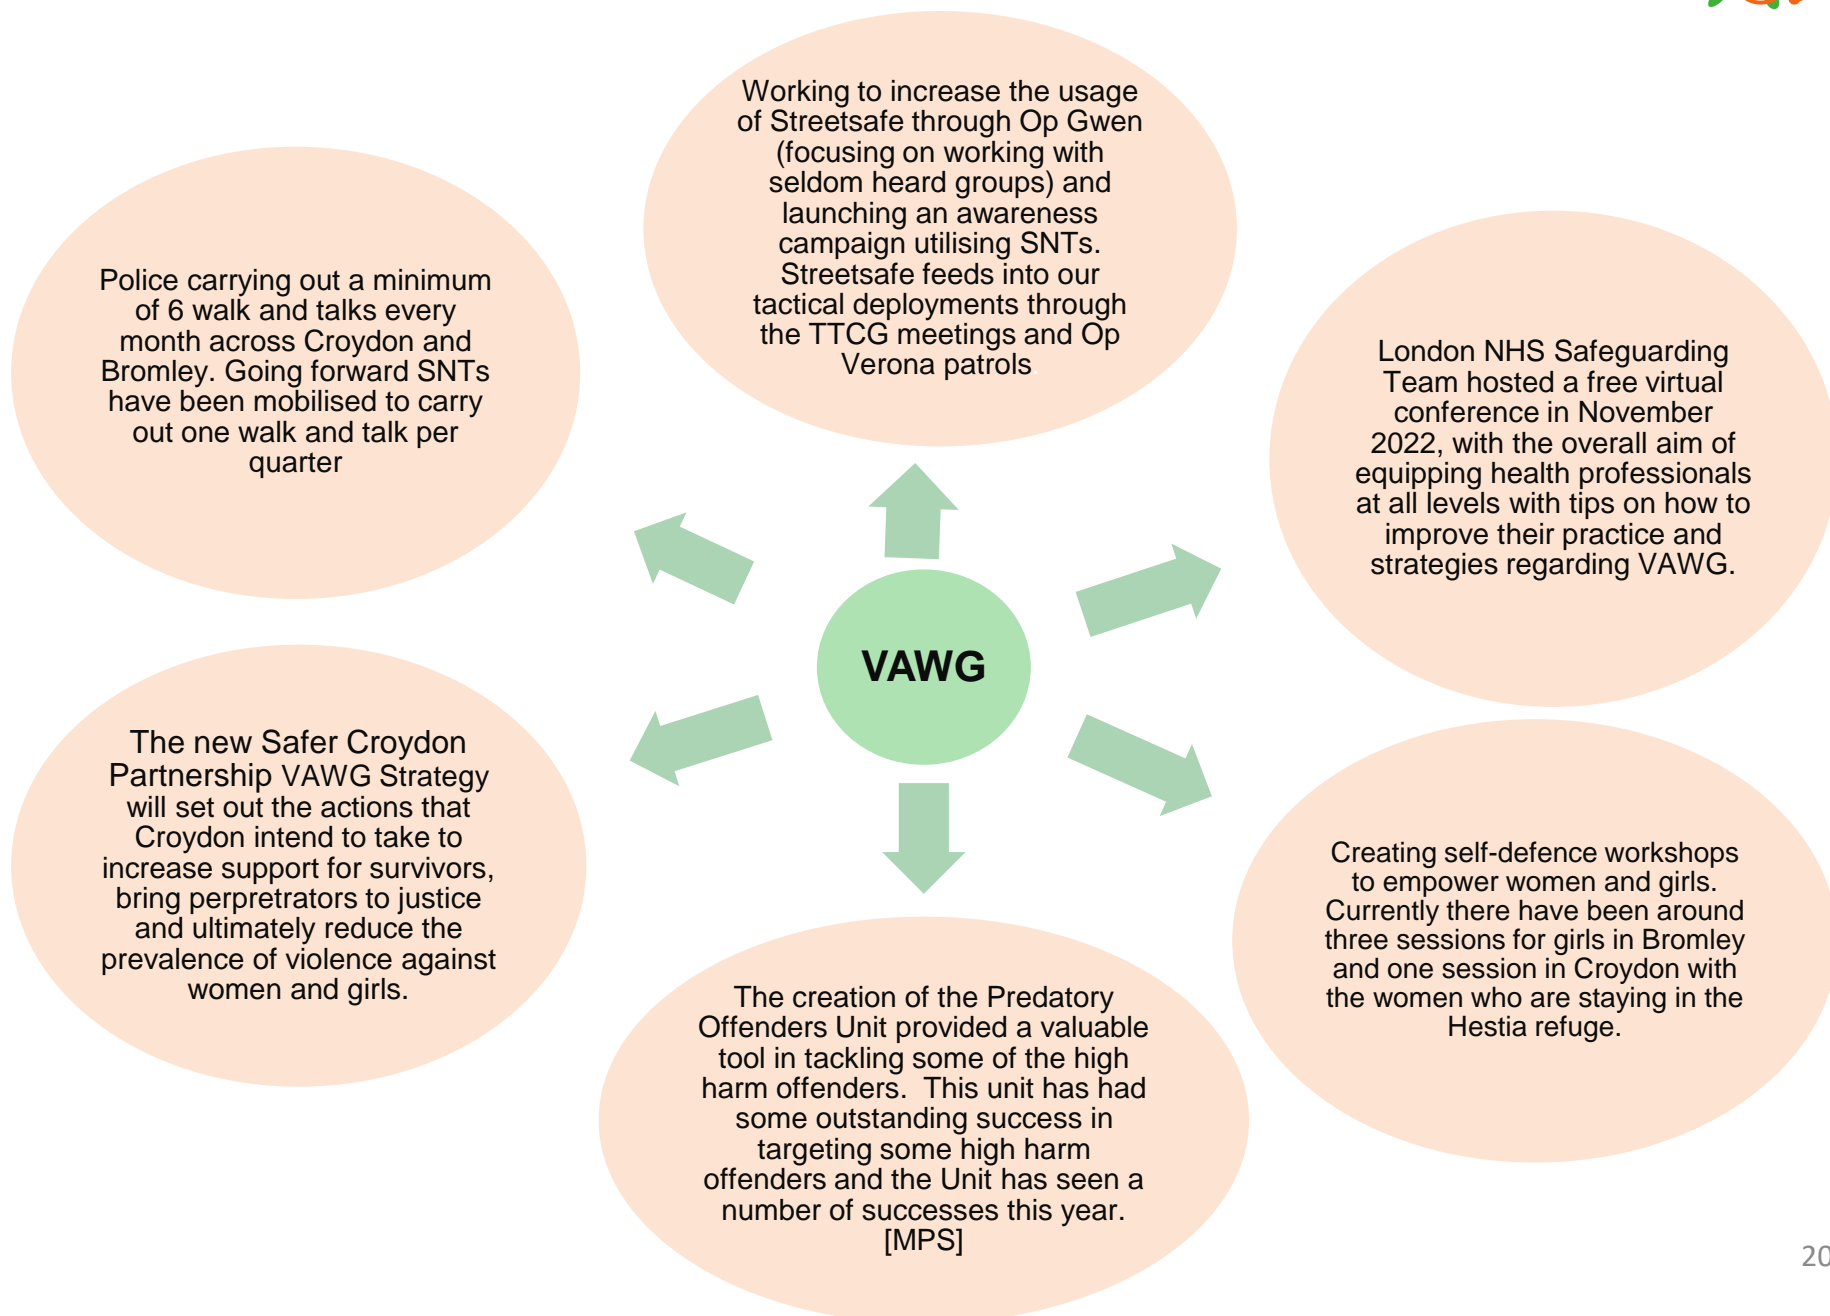 Working to increase the usage
of Streetsafe through Op Gwen
(focusing on working with
seldom heard groups) and
launching an awareness
campaign utilising SNTs.
Streetsafe feeds into our
tactical deployments through
the TTCG meetings and Op
Verona patrols.
Police carrying out a minimum
of 6 walk and talks every
month across Croydon and
Bromley. Going forward SNTs
have been mobilised to carry
out one walk and talk per
quarter
London NHS Safeguarding
Team hosted a free virtual
conference in November
2022, with the overall aim of
equipping health professionals
at all levels with tips on how to
improve their practice and
strategies regarding VAWG.
VAWG
The new Safer Croydon
Partnership VAWG Strategy
will set out the actions that
Croydon intend to take to
increase support for survivors,
bring perpretrators to justice
and ultimately reduce the
prevalence of violence against
women and girls.
Creating self-defence workshops
to empower women and girls.
Currently there have been around
three sessions for girls in Bromley
and one session in Croydon with
the women who are staying in the
Hestia refuge.
The creation of the Predatory
Offenders Unit provided a valuable
tool in tackling some of the high
harm offenders.  This unit has had
some outstanding success in
targeting some high harm
offenders and the Unit has seen a
number of successes this year.
[MPS]
20